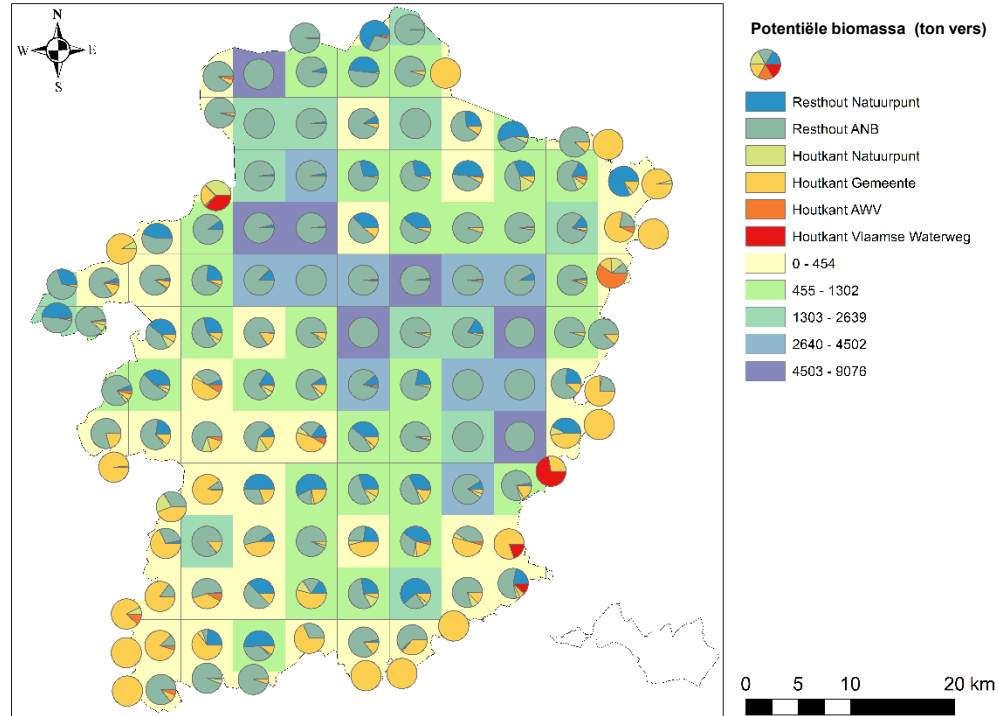 N
W E
S
Potentiële biomassa (ton vers)
Resthout Natuurpunt
Resthout ANB
Houtkant Natuurpunt
Houtkant Gemeente
Houtkant AWV
Houtkant Vlaamse Waterweg
0 - 454
455 - 1302
1303 - 2639
2640 - 4502
4503 - 9076
0 5 10 20 km